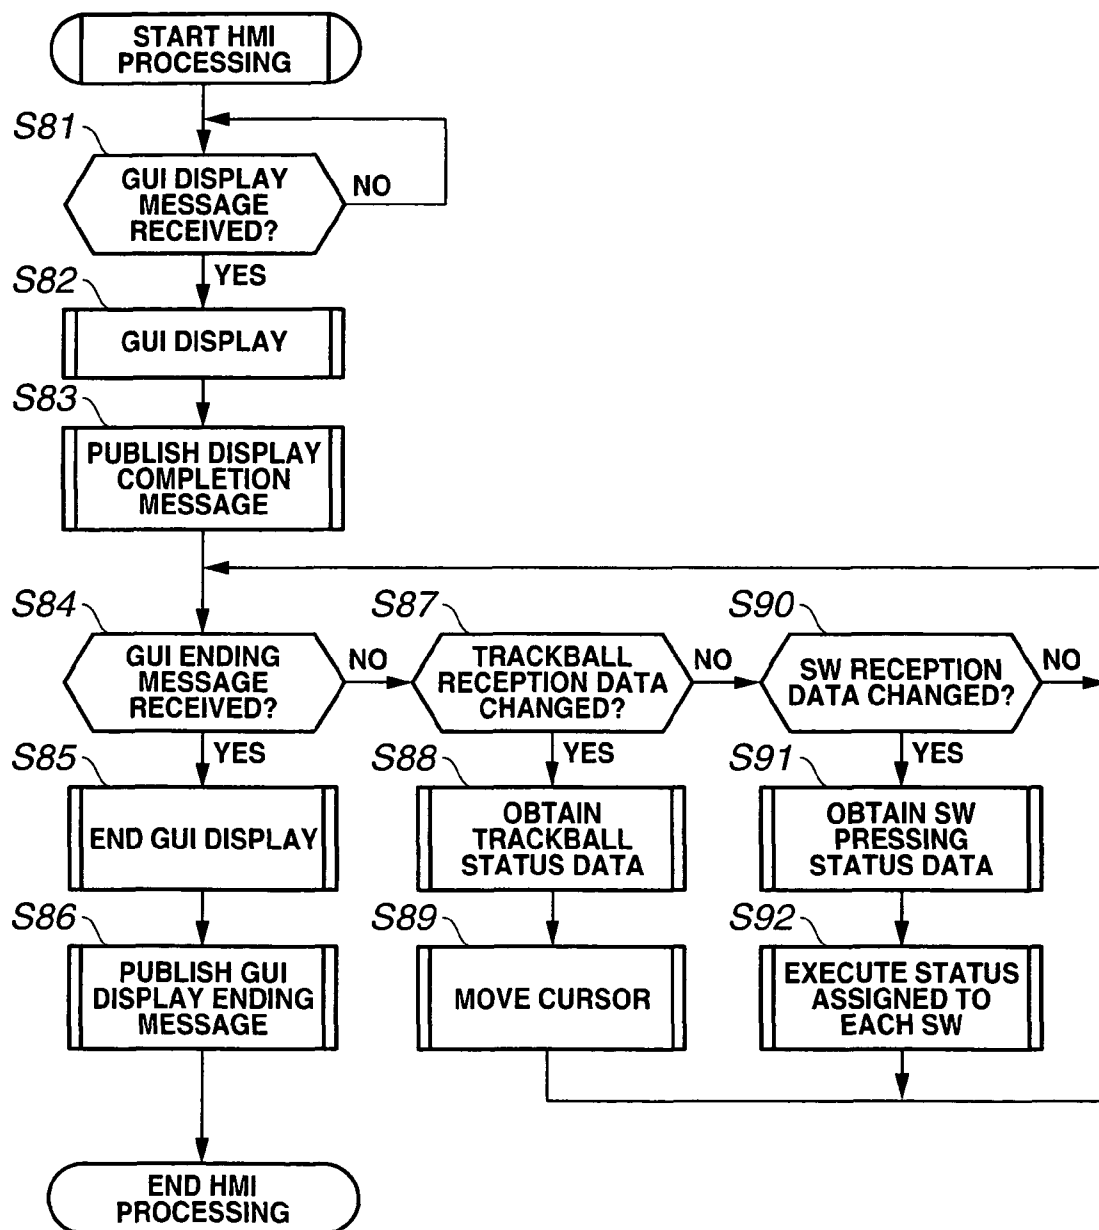 START HMI
PROCESSING
S81
GUI DISPLAY
MESSAGE
RECEIVED?
NO
YES
S82
GUI DISPLAY
S83
PUBLISH DISPLAY
COMPLETION
MESSAGE
S84
GUI ENDING
MESSAGE
RECEIVED?
NO
YES
S87
TRACKBALL
RECEPTION DATA
CHANGED?
NO
YES
S90
SW RECEPTION
DATA CHANGED?
NO
YES
S85
END GUI DISPLAY
S88
OBTAIN
TRACKBALL
STATUS DATA
S91
OBTAIN SW
PRESSING
STATUS DATA
S86
PUBLISH GUI
DISPLAY ENDING
MESSAGE
S89
MOVE CURSOR
S92
EXECUTE STATUS
ASSIGNED TO
EACH SW
END HMI
PROCESSING